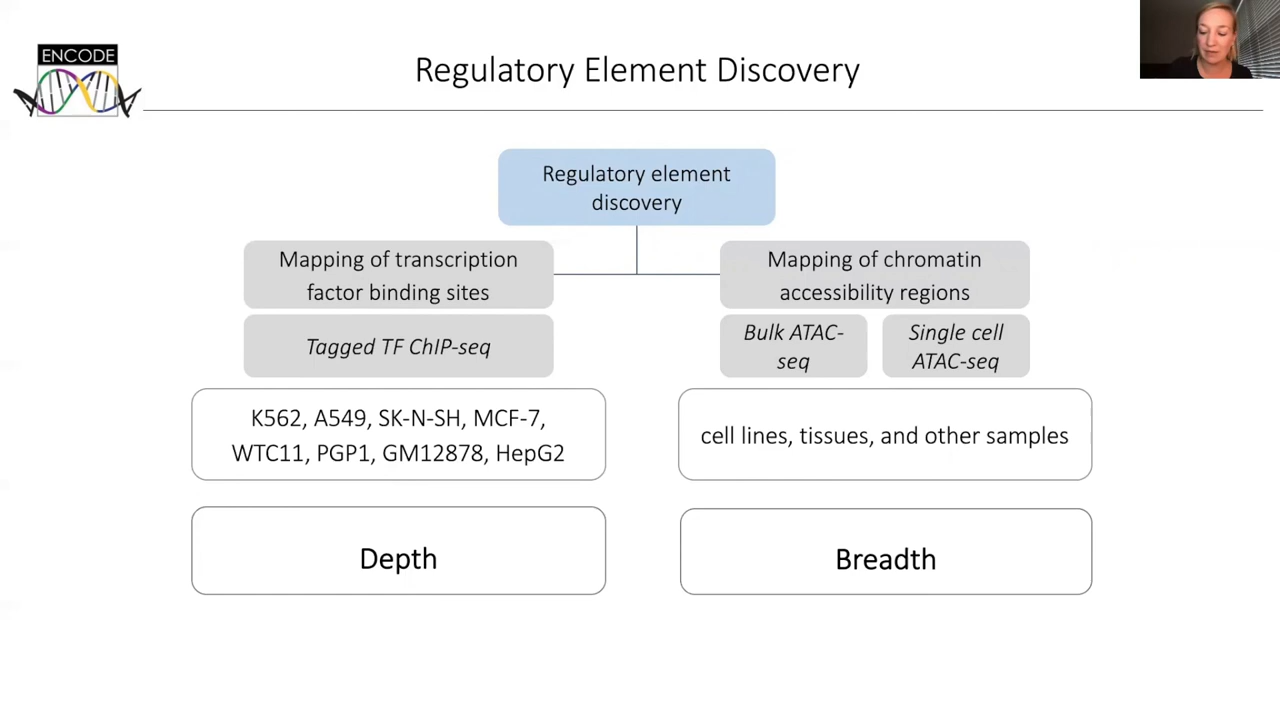 ENCODE
Regulatory Element Discovery
Regulatory element
discovery
Mapping of transcription
factor binding sites
Tagged TF ChIP-seq
K562, A549, SK-N-SH, MCF-7,
WTC11, PGP1, GM12878, HepG2
Depth
Mapping of chromatin
accessibility regions
Bulk ATAC-
seq
Single cell
ATAC-seq
cell lines, tissues, and other samples
Breadth